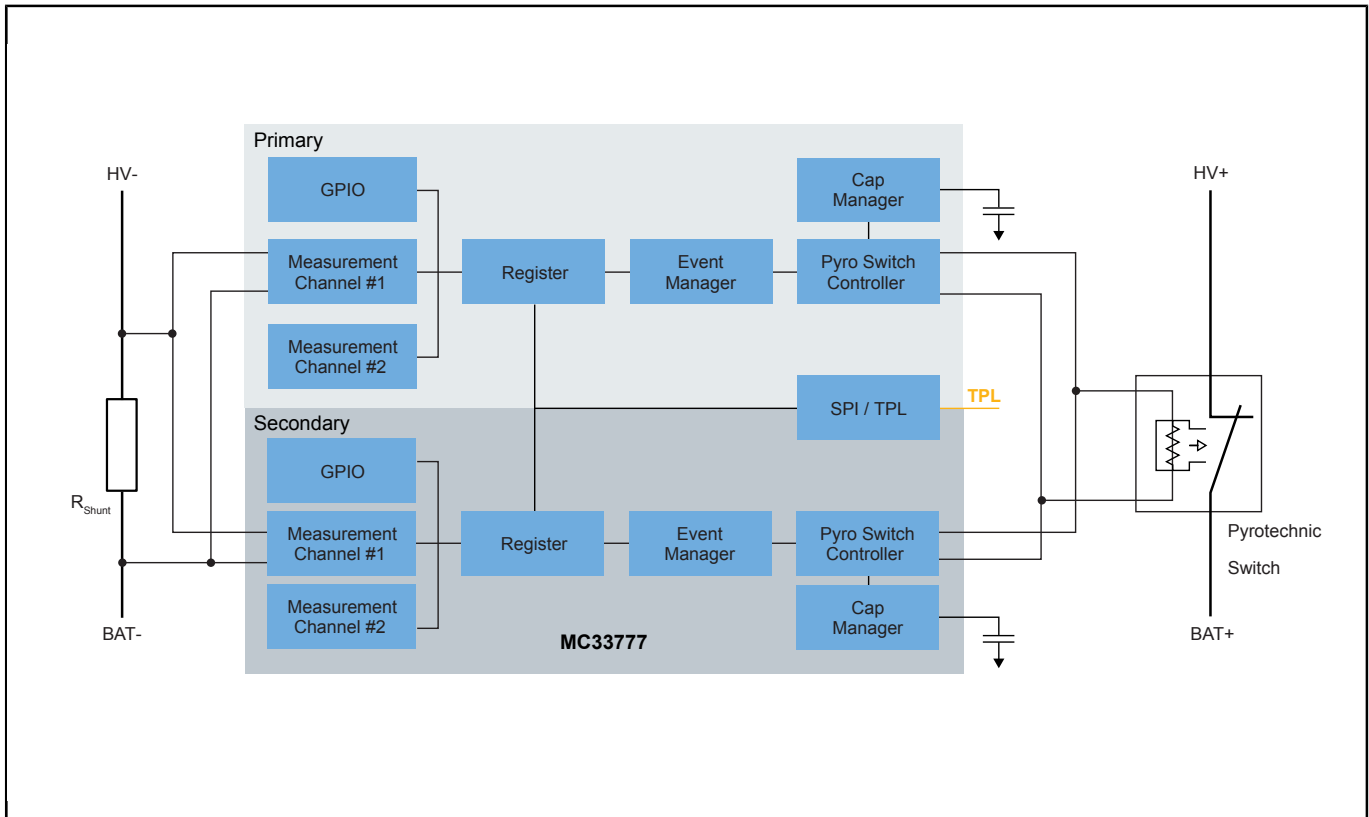 Primary
HV-
GPIO
Cap
Manager
HV+
Measurement
Channel #1
Register
Event
Manager
Pyro Switch
Controller
Measurement
Channel #2
SPI / TPL
TPL
Secondary
GPIO
R Shunt
Measurement
Channel #1
Register
Event
Manager
Pyro Switch
Controller
Pyrotechnic
Switch
Measurement
Channel #2
Cap
Manager
BAT-
MC33777
BAT+